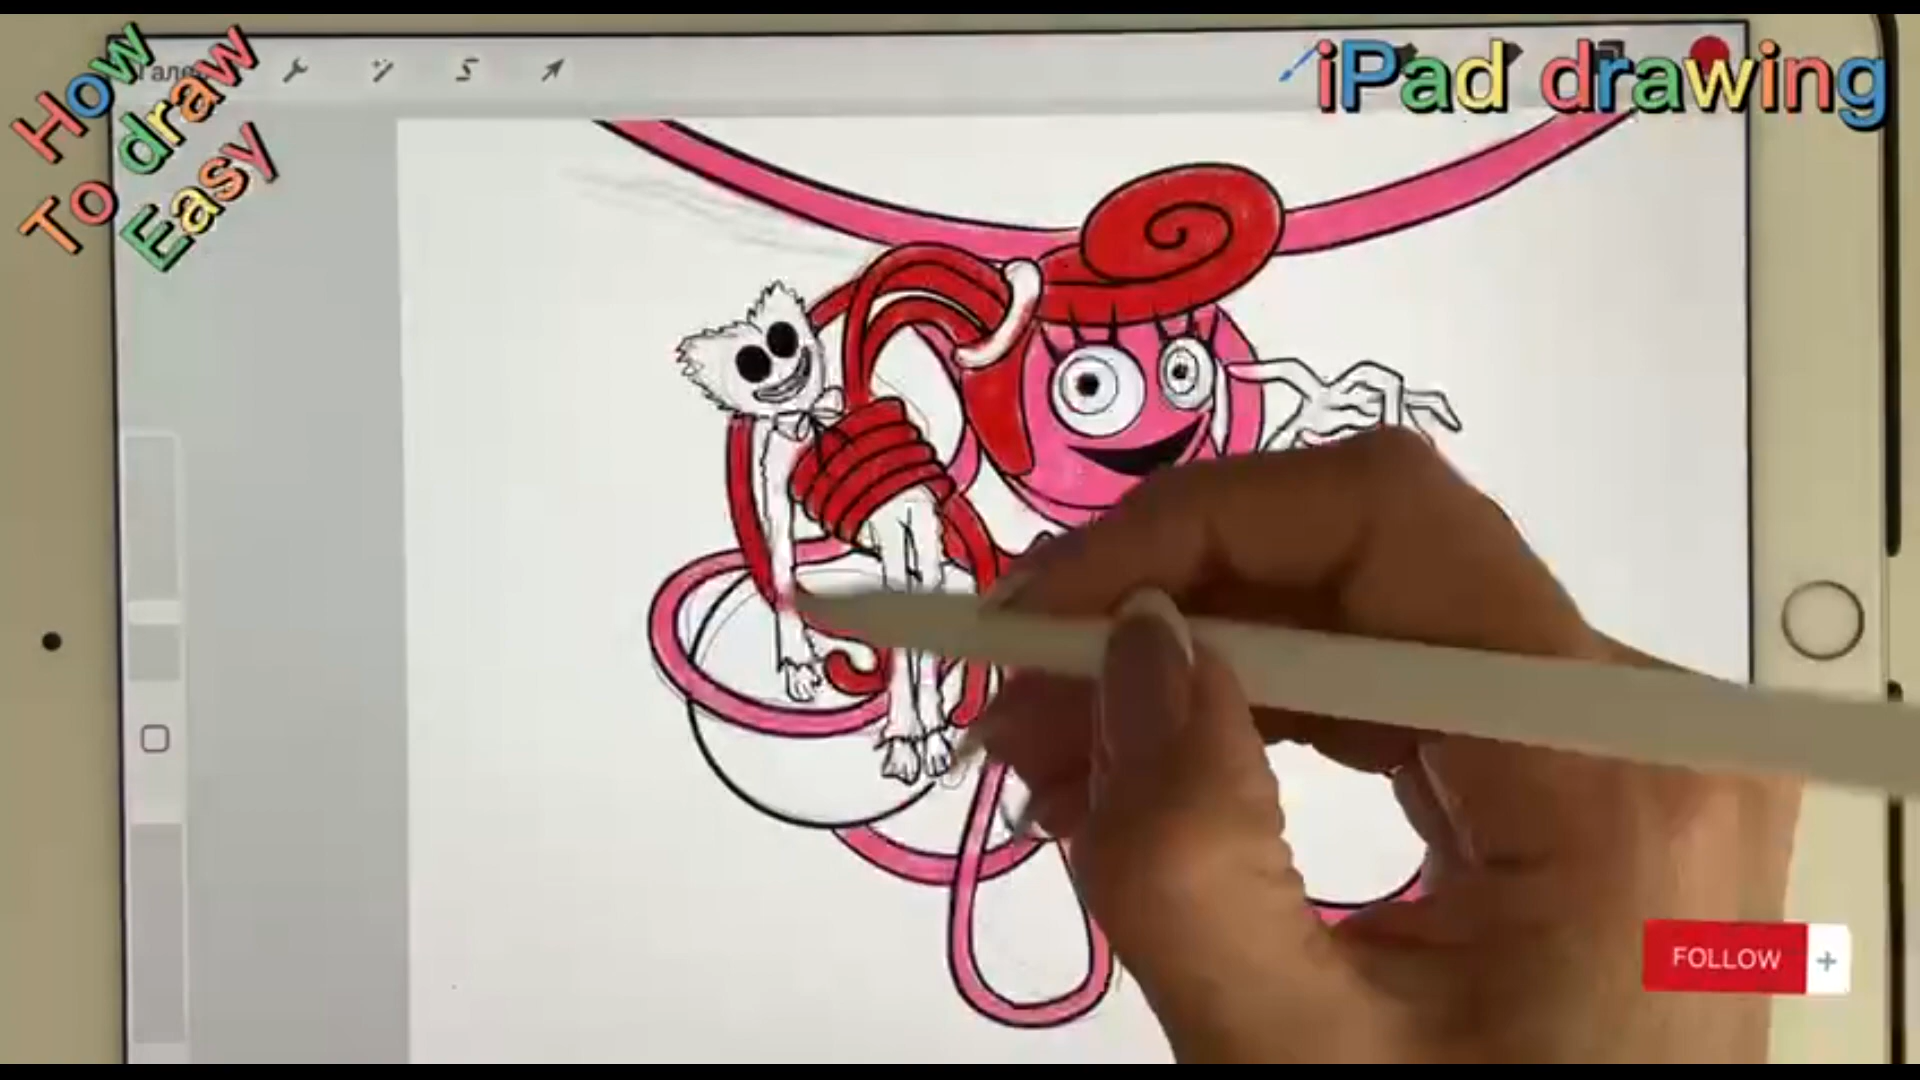 How
To draw
Easy
iPad drawing
FOLLOW
+